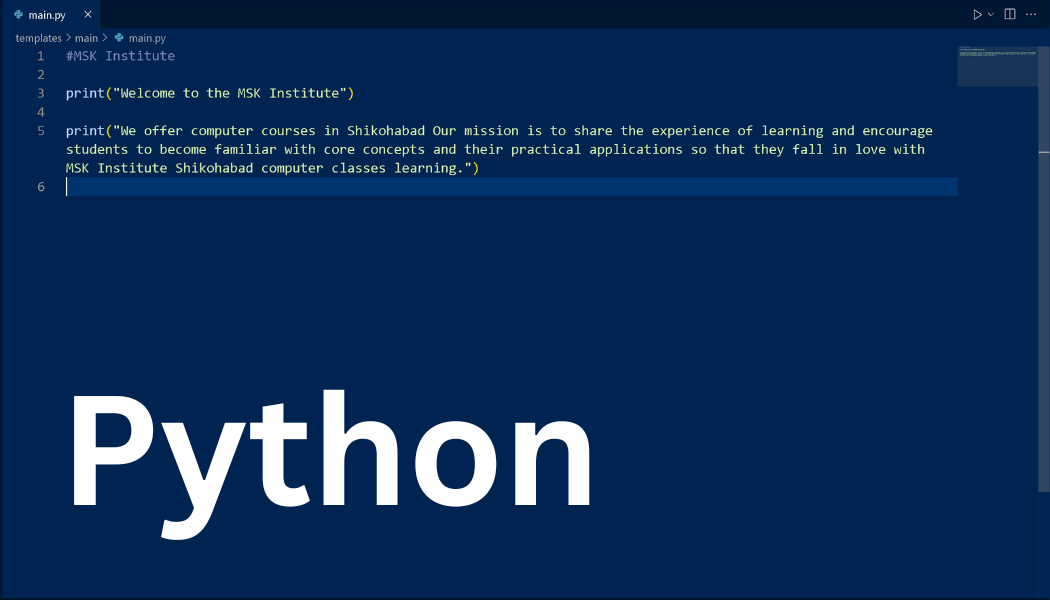 main.py
templates > main > main.py
1 #MSK Institute
2
3 print("Welcome to the MSK Institute")
4
5 print("We offer computer courses in Shikohabad Our mission is to share the experience of learning and encourage
students to become familiar with core concepts and their practical applications so that they fall in love with
MSK Institute Shikohabad computer classes learning.")
6
Python